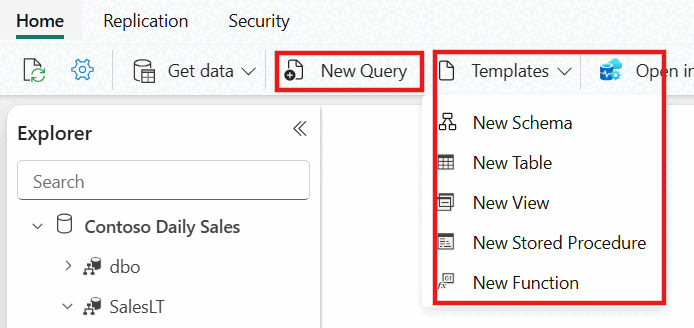 Home Replication Security
Get data New Query Templates Open in
Explorer
New Schema
New Table
Search
New View
Contoso Daily Sales
New Stored Procedure
dbo
New Function
SalesLT